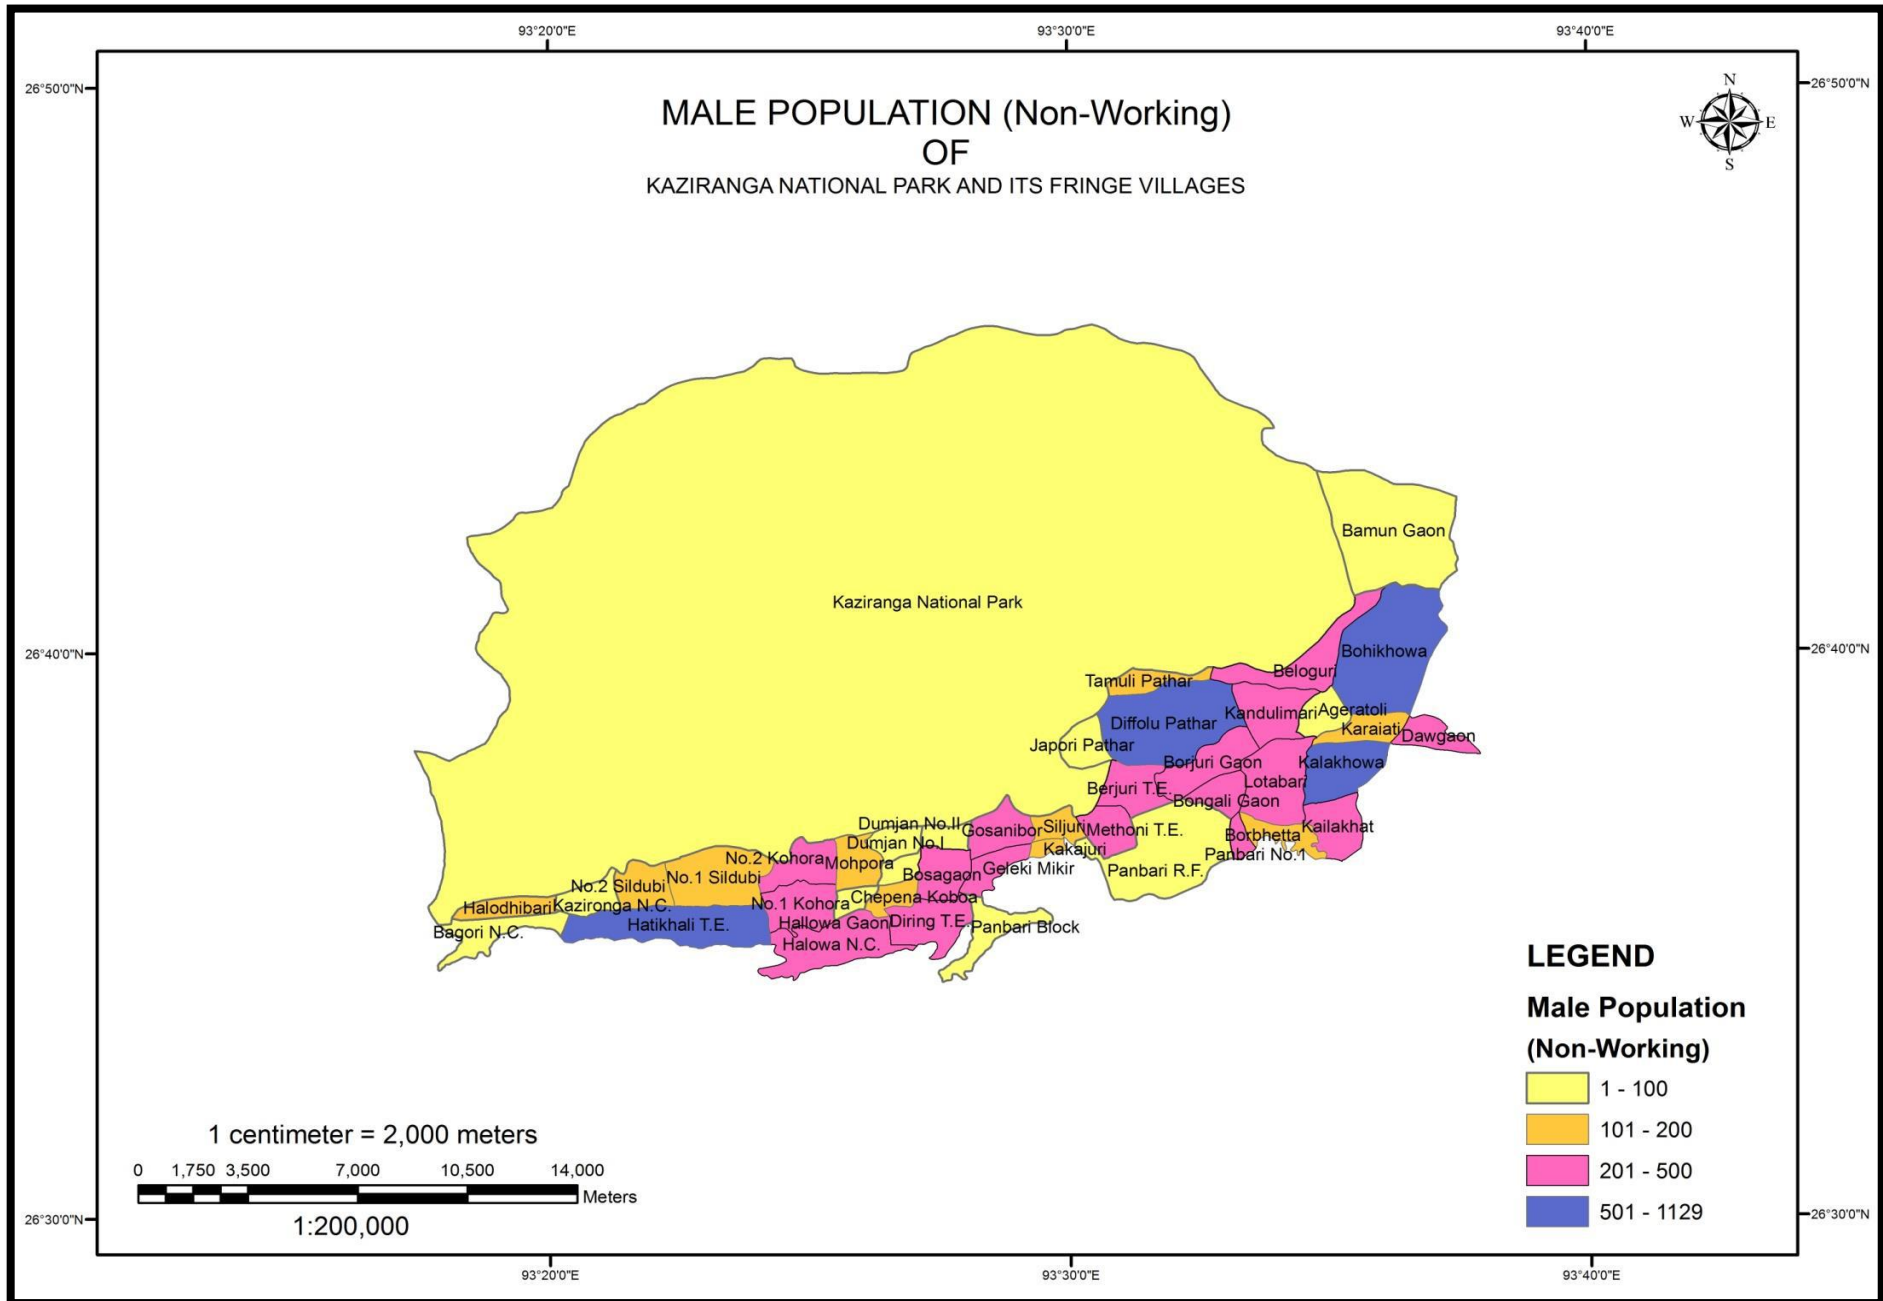 93°20'0"E
93°30'0"E
93°40'0"E
26°50'0"N
26°50'0"N
MALE POPULATION (Non-Working)
OF
KAZIRANGA NATIONAL PARK AND ITS FRINGE VILLAGES
N
W
E
S
Bamun Gaon
Kaziranga National Park
26°40'0"N
26°40'0"N
Bohikhowa
Beloguri
Tamuli Pathar
Ageratoli
Kandulimari
Diffolu Pathar
Karaiati
Dawgaon
Japori Pathar
Borjuri Gaon
Kalakhowa
Lotabari
Berjuri T.E.
Bongali Gaon
Dumjan No.II
Gosanibor
Siljuri
Methoni T.E.
Kailakhat
Borbhetta
Dumjan No.I
Kakajuri
Panbari No.1
No.2 Kohora
Mohpora
Geleki Mikir
Panbari R.F.
Bosagaon
No.1 Sildubi
No.2 Sildubi
Chepena Koboa
No.1 Kohora
Kazironga N.C.
Halodhibari
Hallowa Gaon
Diring T.E.
Hatikhali T.E.
Panbari Block
Bagori N.C.
Halowa N.C.
LEGEND
Male Population
(Non-Working)
1 - 100
101 - 200
201 - 500
501 - 1129
1 centimeter = 2,000 meters
0 1,750 3,500 7,000 10,500 14,000
Meters
1:200,000
26°30'0"N
26°30'0"N
93°20'0"E
93°30'0"E
93°40'0"E